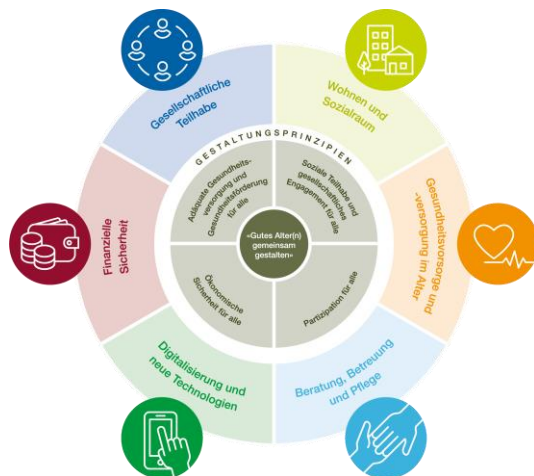 Gesellschaftliche
Teilhabe
Wohnen und
Sozialraum
GESTALTUNGSPRINZIPIEN
Adäquate Gesundheits-
versorgung und
Gesundheitsförderung
für alle
Soziale Teilhabe und
gesellschaftliches
Engagement für alle
Finanzielle
Sicherheit
«Gutes Alter(n)
gemeinsam
gestalten»
Gesundheitsvorsorge und
-versorgung im Alter
Ökonomische
Sicherheit für alle
Partizipation für alle
Digitalisierung und
neue Technologien
Beratung, Betreuung
und Pflege